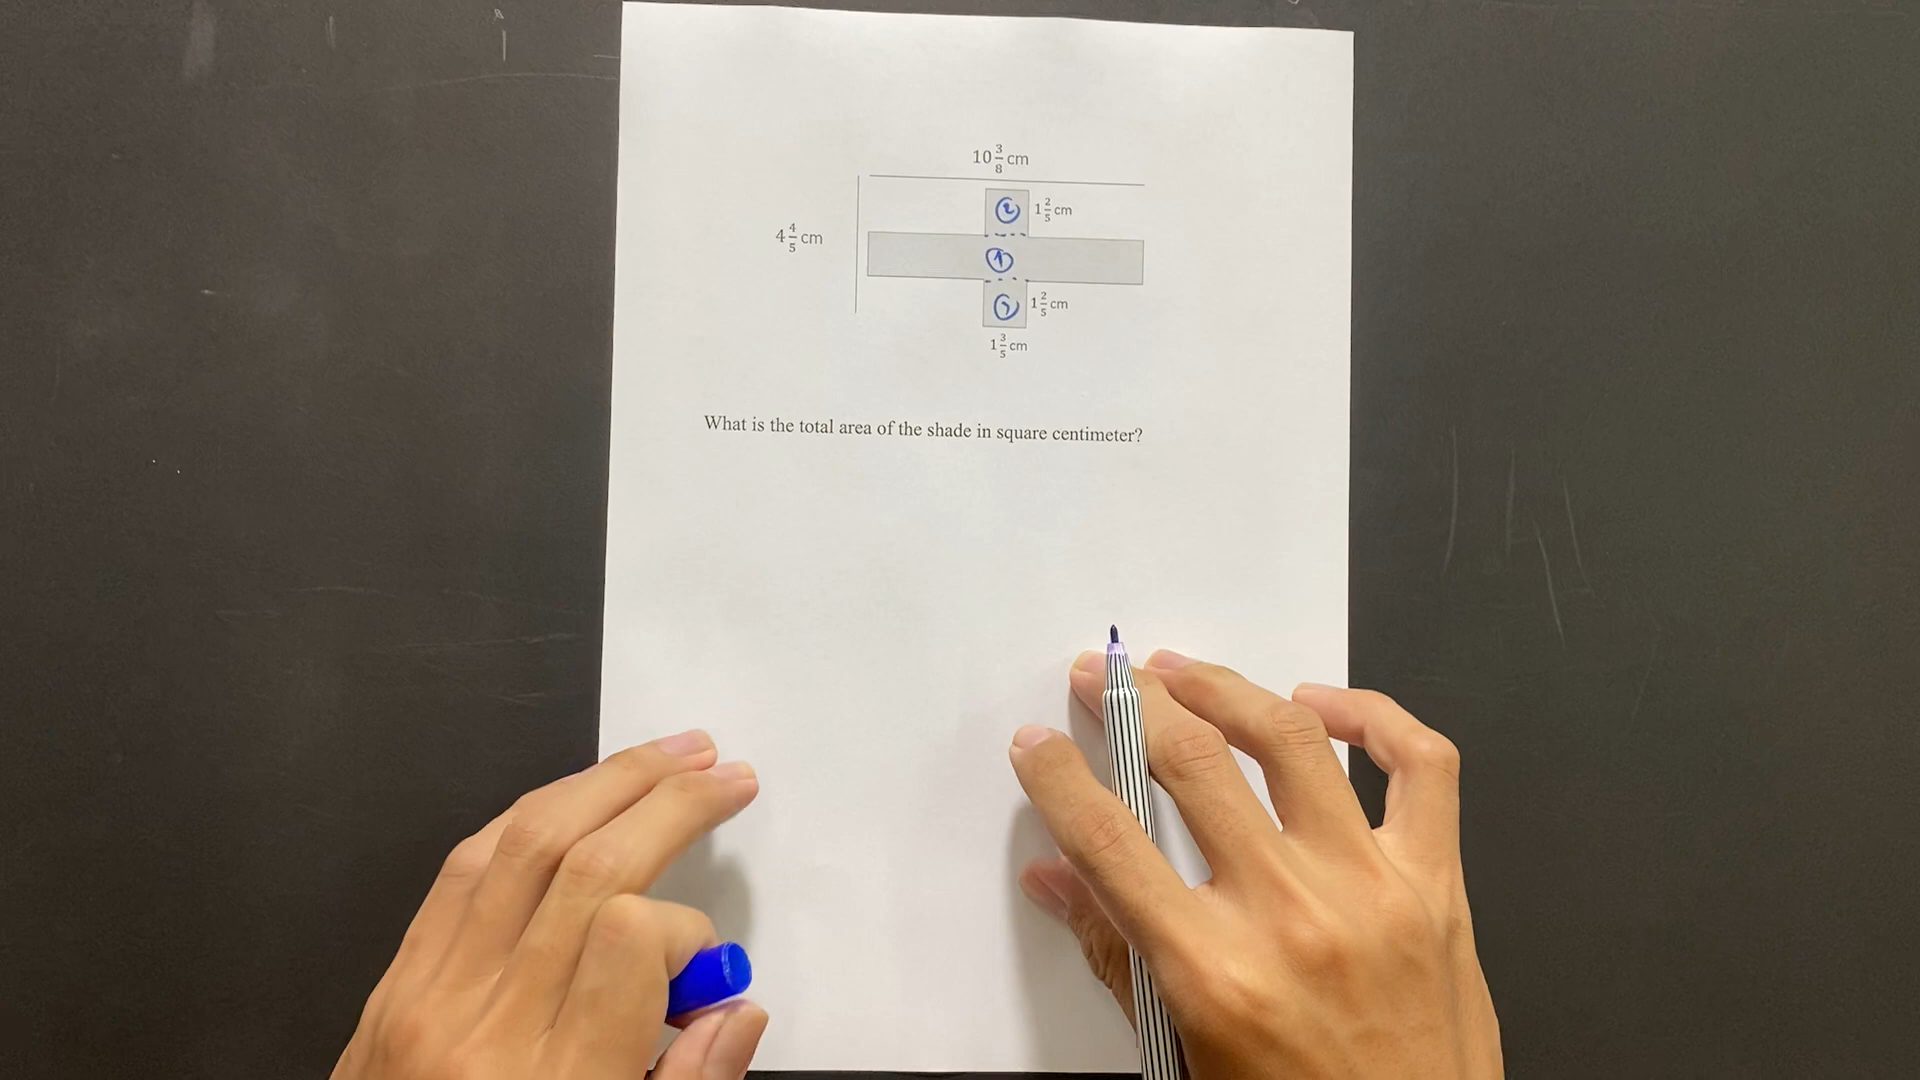 10 3/8 cm
② 1 2/5 cm
4 4/5 cm
①
③ 1 2/5 cm
1 3/5 cm
What is the total area of the shade in square centimeter?